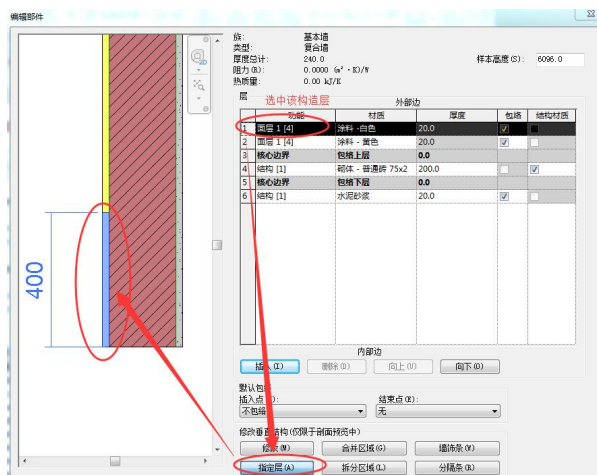 编辑部件
族: 基本墙
类型: 复合墙
厚度总计: 240.0 样本高度(S): 6096.0
阻力(R): 0.0000 (m²·K)/W
热质量: 0.00 kJ/K
层 选中该构造层 外部边
功能 材质 厚度 包络 结构材质
1 面层 1 [4] 涂料 -白色 20.0
2 面层 1 [4] 涂料 - 黄色 20.0
3 核心边界 包络上层 0.0
4 结构 [1] 砌体 - 普通砖 75x2 200.0
5 核心边界 包络下层 0.0
6 结构 [1] 水泥砂浆 20.0
400
内部边
插入(I) 删除(D) 向上(U) 向下(O)
默认包络
插入点(N): 结束点(E):
不包络 无
修改垂直结构(仅限于剖面预览中)
修改(M) 合并区域(G) 墙饰条(W)
指定层(A) 拆分区域(L) 分隔条(R)